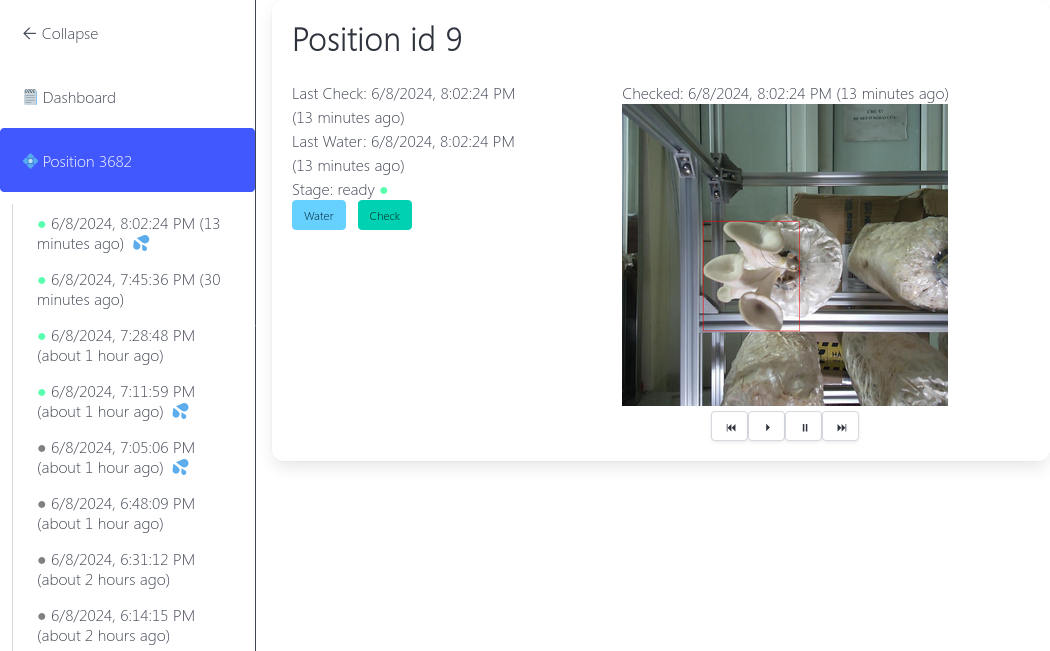 ← Collapse
Dashboard
Position 3682
6/8/2024, 8:02:24 PM (13
minutes ago)
6/8/2024, 7:45:36 PM (30
minutes ago)
6/8/2024, 7:28:48 PM
(about 1 hour ago)
6/8/2024, 7:11:59 PM
(about 1 hour ago)
6/8/2024, 7:05:06 PM
(about 1 hour ago)
6/8/2024, 6:48:09 PM
(about 1 hour ago)
6/8/2024, 6:31:12 PM
(about 2 hours ago)
6/8/2024, 6:14:15 PM
(about 2 hours ago)
Position id 9
Last Check: 6/8/2024, 8:02:24 PM
(13 minutes ago)
Last Water: 6/8/2024, 8:02:24 PM
(13 minutes ago)
Stage: ready
Water
Check
Checked: 6/8/2024, 8:02:24 PM (13 minutes ago)